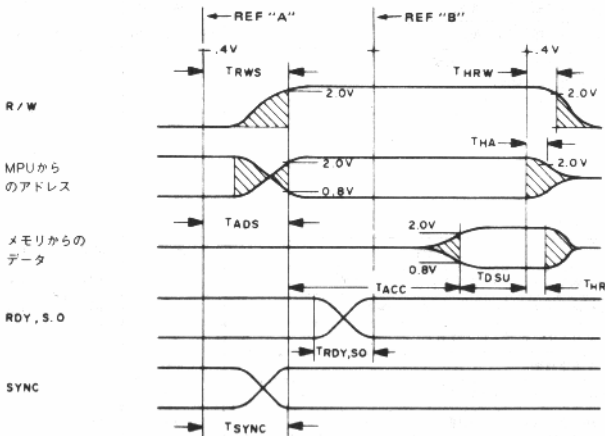 REF "A"
REF "B"
.4V
.4V
TRWS
THRW
R/W
2.0V
2.0V
THA
MPUから
のアドレス
2.0V
2.0V
0.8V
TADS
メモリからの
データ
2.0V
0.8V
TACC
TDSU
THR
RDY, S.O
TRDY,SO
SYNC
TSYNC